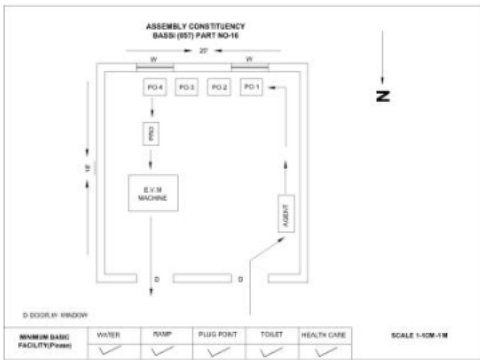 ASSEMBLY CONSTITUENCY
BASSI (057) PART NO-16
20'
W W
PO-4 PO-3 PO-2 PO-1
PRO
18'
E.V.M
MACHINE
AGENT
D D
N
D-DOOR, W- WINDOW
MINIMUM BASIC
FACILITY(Please)
WATER RAMP PLUG POINT TOILET HEALTH CARE
SCALE 1-1CM-1M